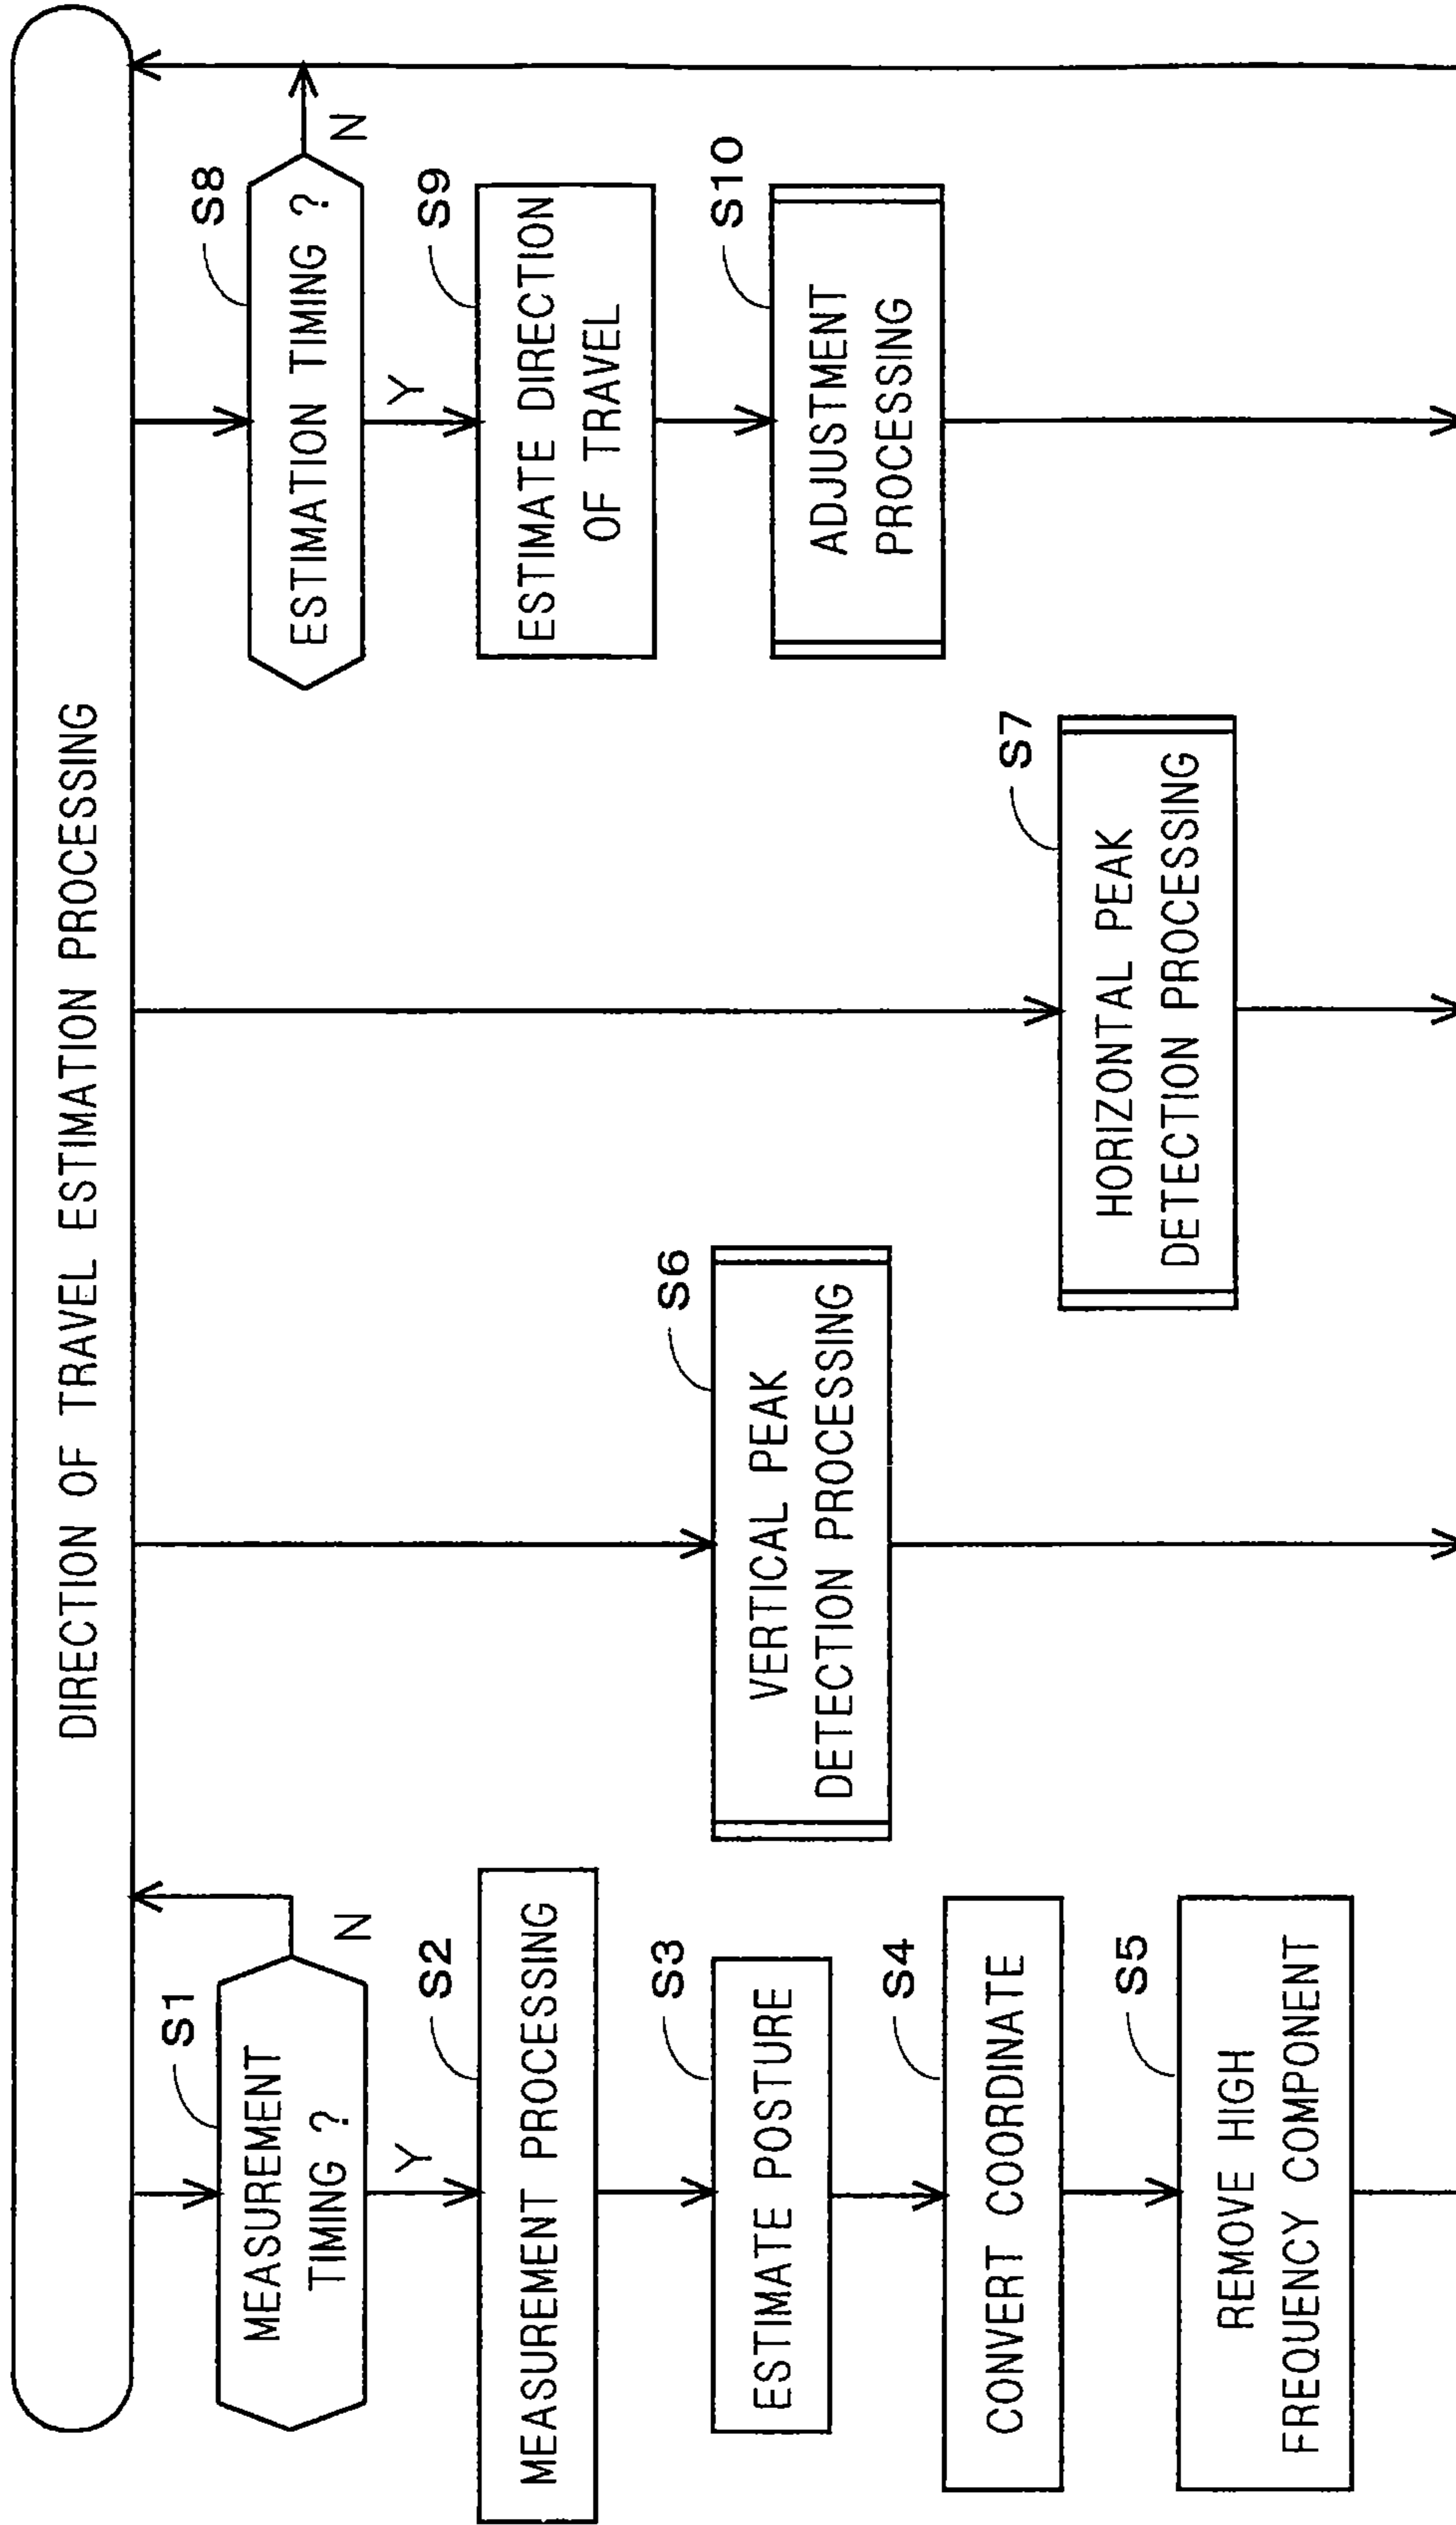 DIRECTION OF TRAVEL ESTIMATION PROCESSING
S1
MEASUREMENT
TIMING ?
N
Y
S2
MEASUREMENT PROCESSING
S3
ESTIMATE POSTURE
S4
CONVERT COORDINATE
S5
REMOVE HIGH
FREQUENCY COMPONENT
S6
VERTICAL PEAK
DETECTION PROCESSING
S7
HORIZONTAL PEAK
DETECTION PROCESSING
S8
ESTIMATION TIMING ?
N
Y
S9
ESTIMATE DIRECTION
OF TRAVEL
S10
ADJUSTMENT
PROCESSING